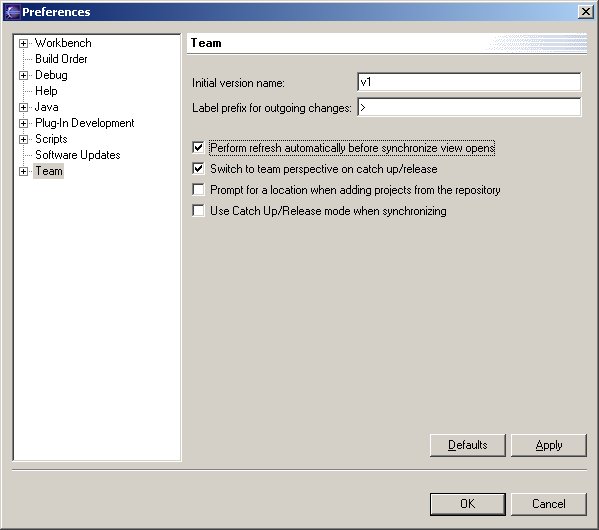 Preferences
Workbench
Build Order
Debug
Help
Java
Plug-In Development
Scripts
Software Updates
Team
Team
Initial version name: v1
Label prefix for outgoing changes: >
Perform refresh automatically before synchronize view opens
Switch to team perspective on catch up/release
Prompt for a location when adding projects from the repository
Use Catch Up/Release mode when synchronizing
Defaults Apply
OK Cancel